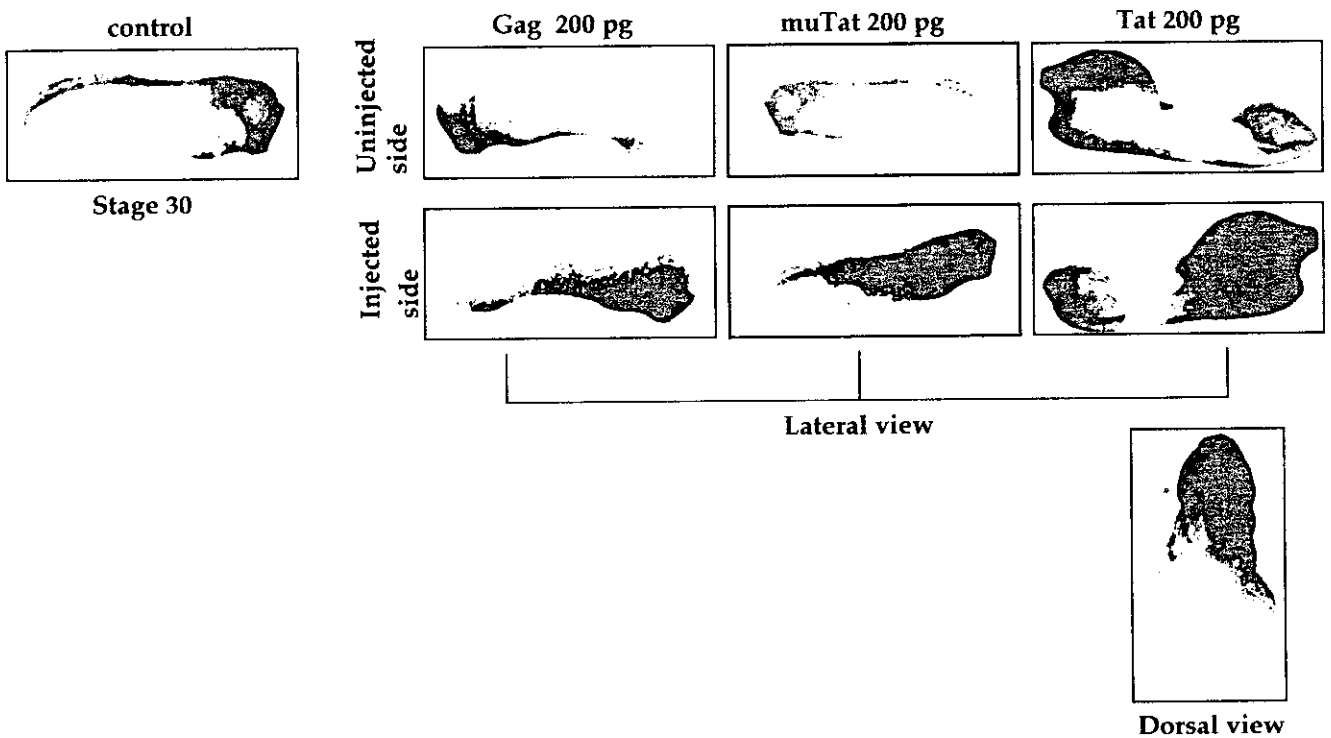 control
Gag 200 pg
muTat 200 pg
Tat 200 pg
Uninjected
side
Stage 30
Injected
side
Lateral view
Dorsal view